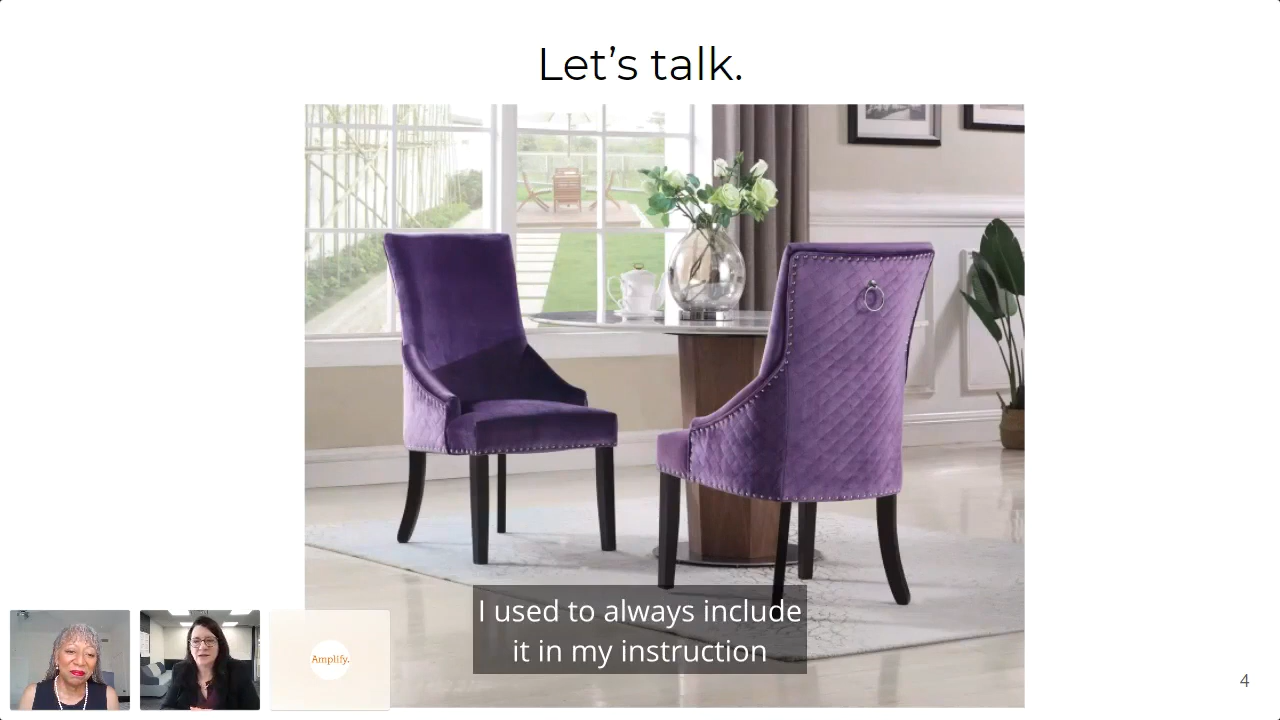 Let’s talk.
I used to always include
it in my instruction
Amplify.
4